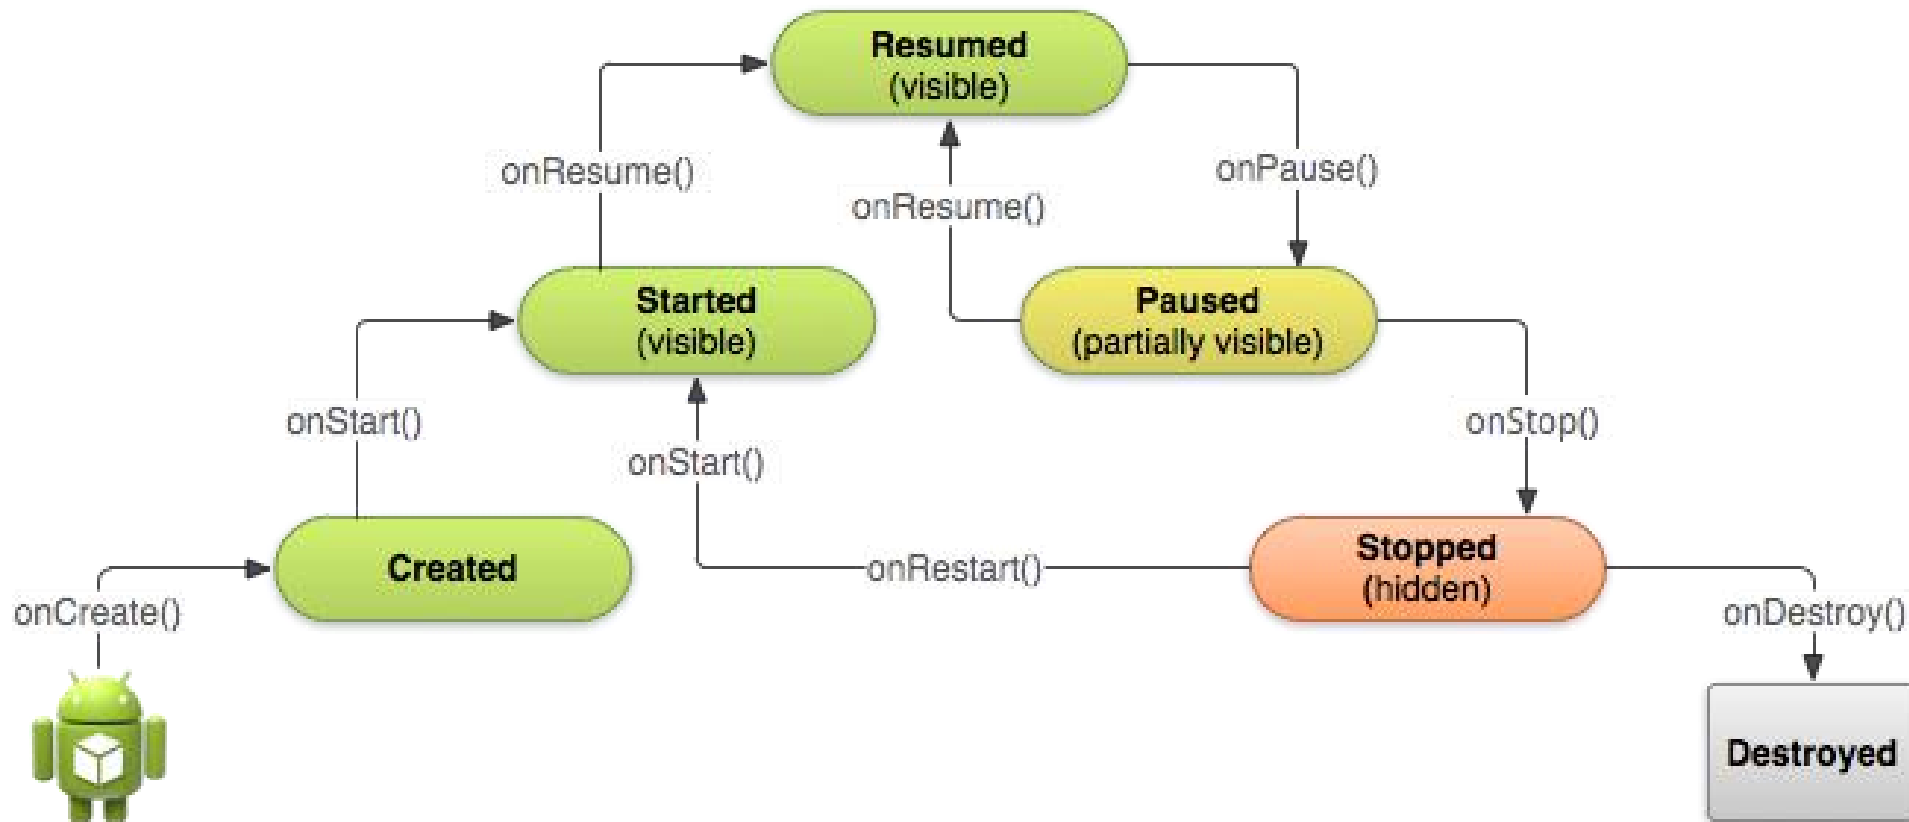 Resumed
(visible)
onResume()
onPause()
onResume()
Started
(visible)
Paused
(partially visible)
onStart()
onStop()
onStart()
Created
onRestart()
Stopped
(hidden)
onCreate()
onDestroy()
Destroyed